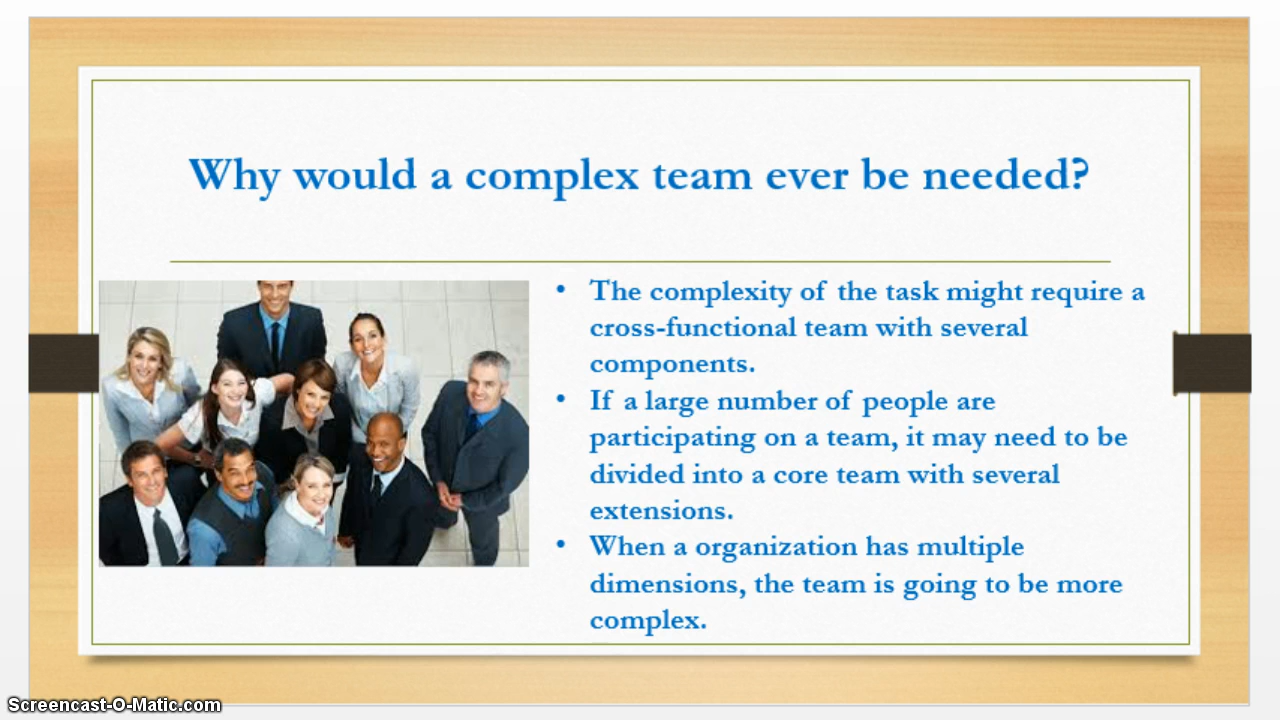 Why would a complex team ever be needed?
• The complexity of the task might require a
cross-functional team with several
components.
• If a large number of people are
participating on a team, it may need to be
divided into a core team with several
extensions.
• When a organization has multiple
dimensions, the team is going to be more
complex.
Screencast-O-Matic.com